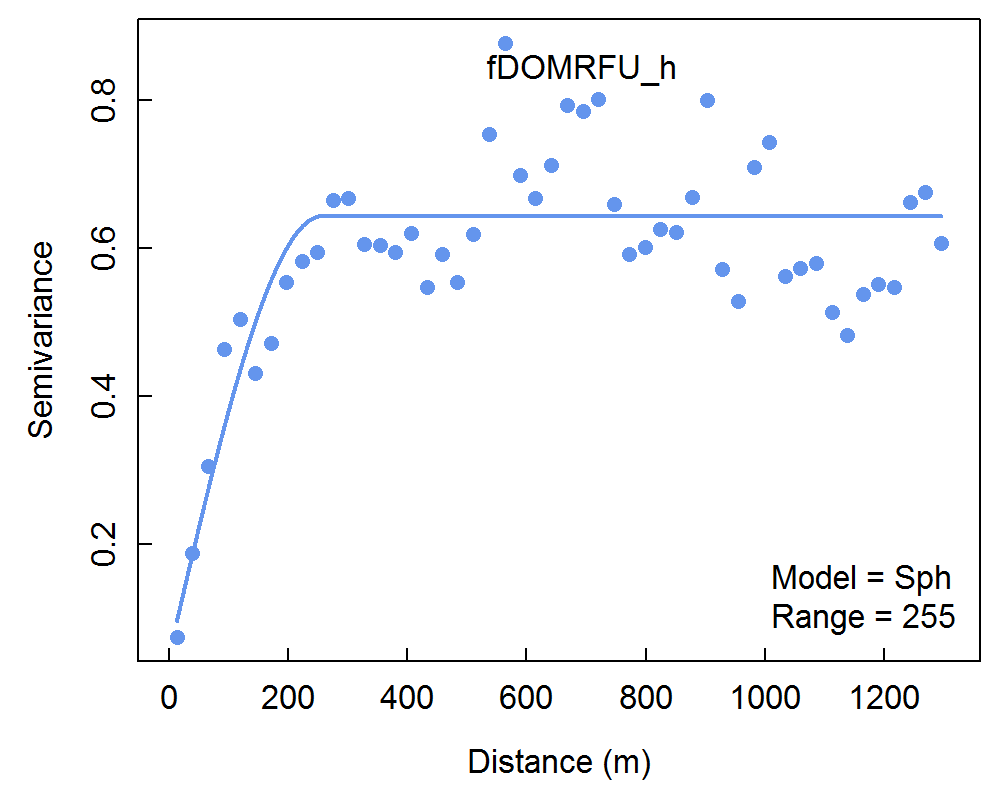 fDOMRFU_h
Semivariance
0.8
0.6
0.4
0.2
Model = Sph
Range = 255
0 200 400 600 800 1000 1200
Distance (m)